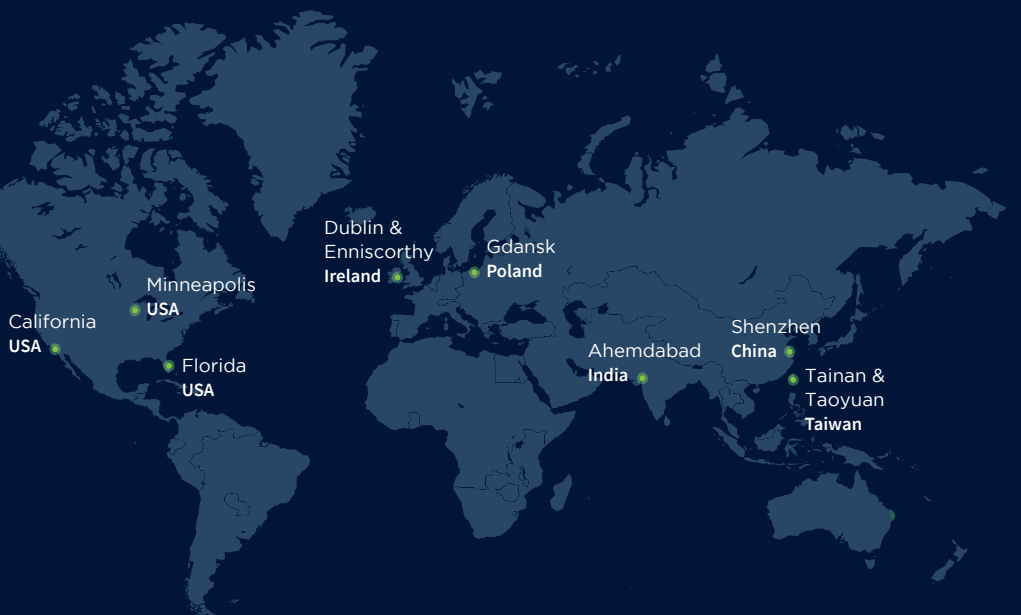 Dublin &
Enniscorthy
Ireland
Gdansk
Poland
Minneapolis
USA
California
USA
Florida
USA
Shenzhen
China
Ahemdabad
India
Tainan &
Taoyuan
Taiwan